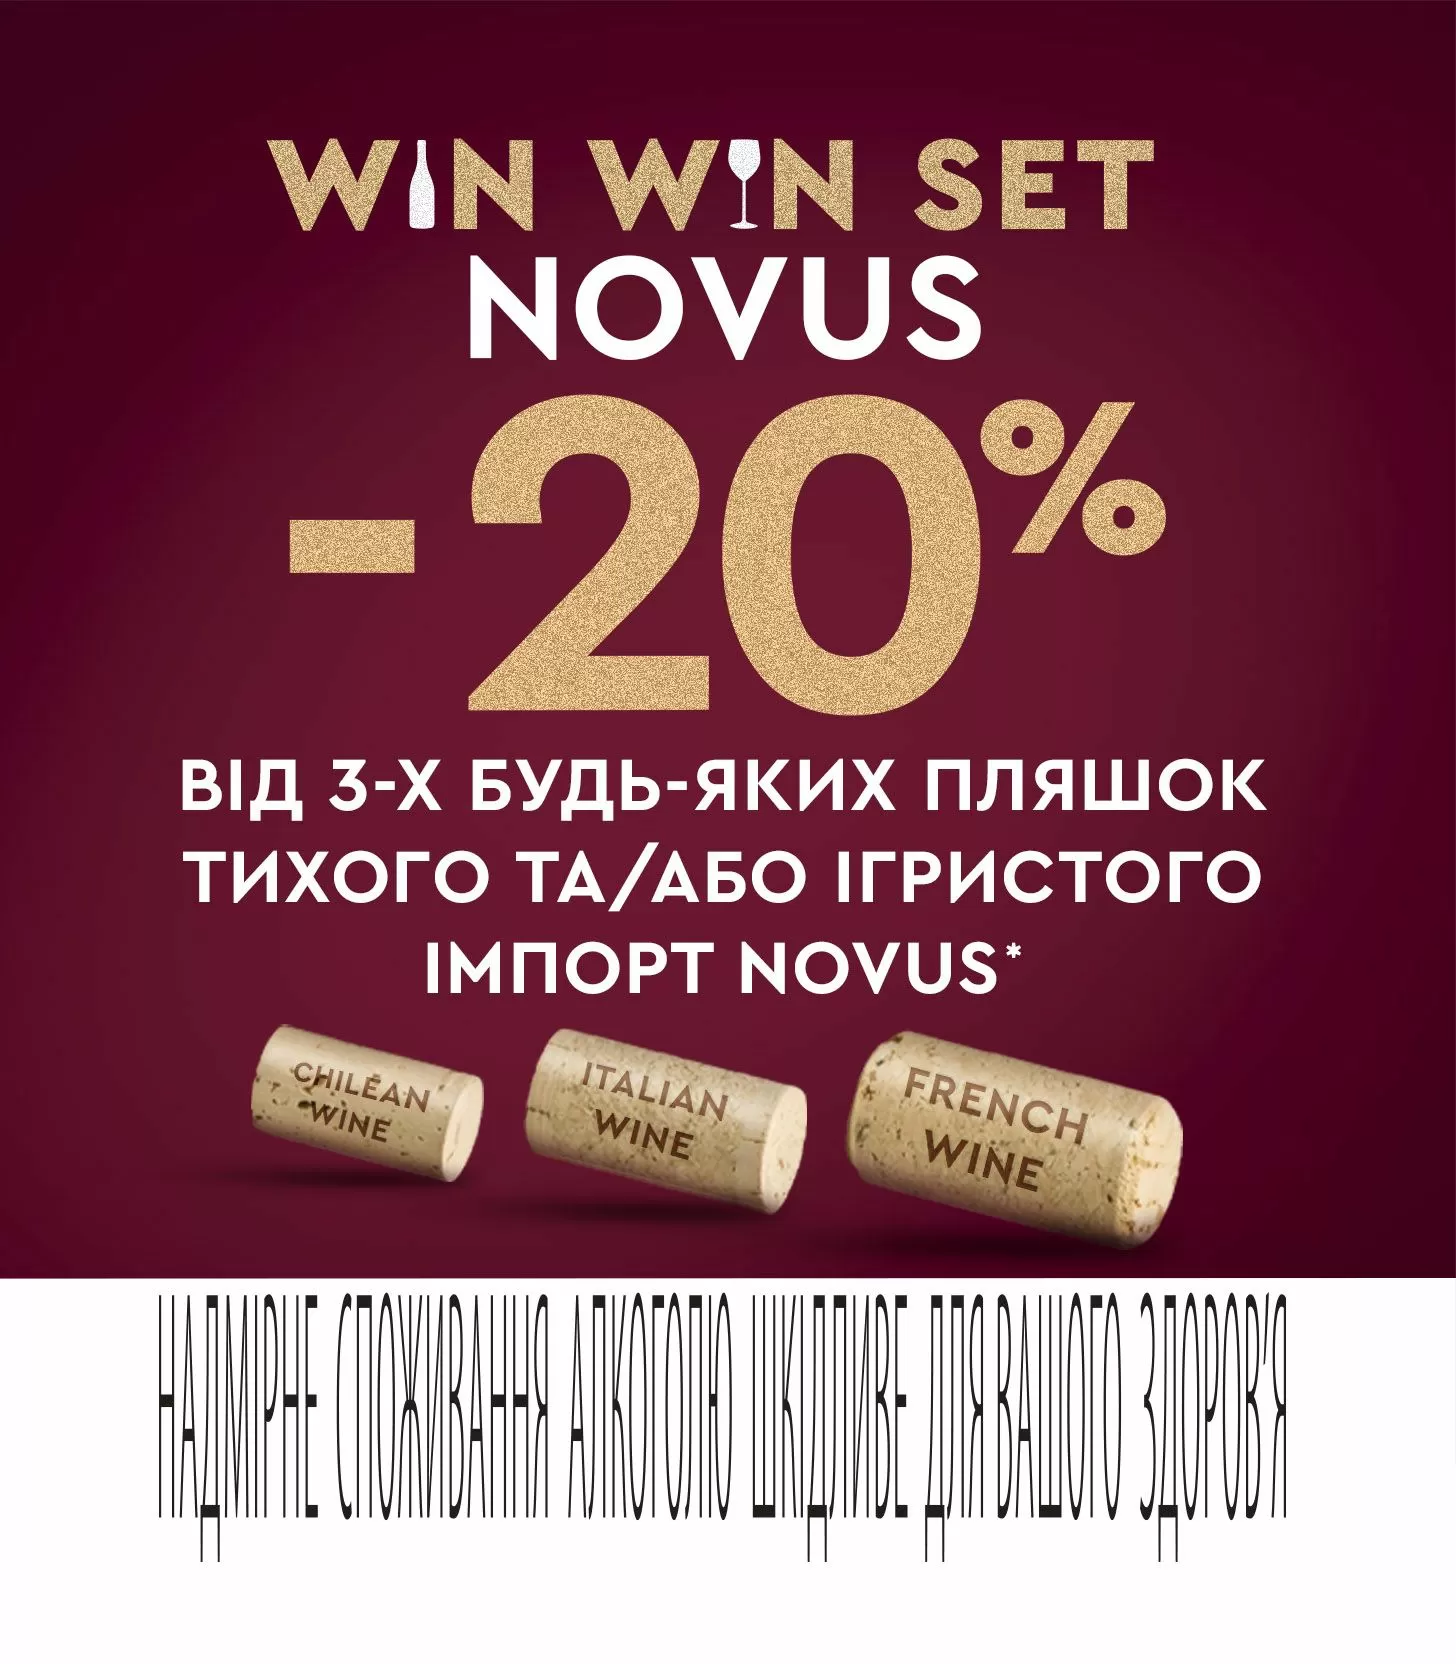 WIN WIN SET
NOVUS
-20%
ВІД 3-Х БУДЬ-ЯКИХ ПЛЯШОК
ТИХОГО ТА/АБО ІГРИСТОГО
ІМПОРТ NOVUS*
CHILEAN
WINE
ITALIAN
WINE
FRENCH
WINE
НАДМІРНЕ СПОЖИВАННЯ АЛКОГОЛЮ ШКІДЛИВЕ ДЛЯ ВАШОГО ЗДОРОВ'Я